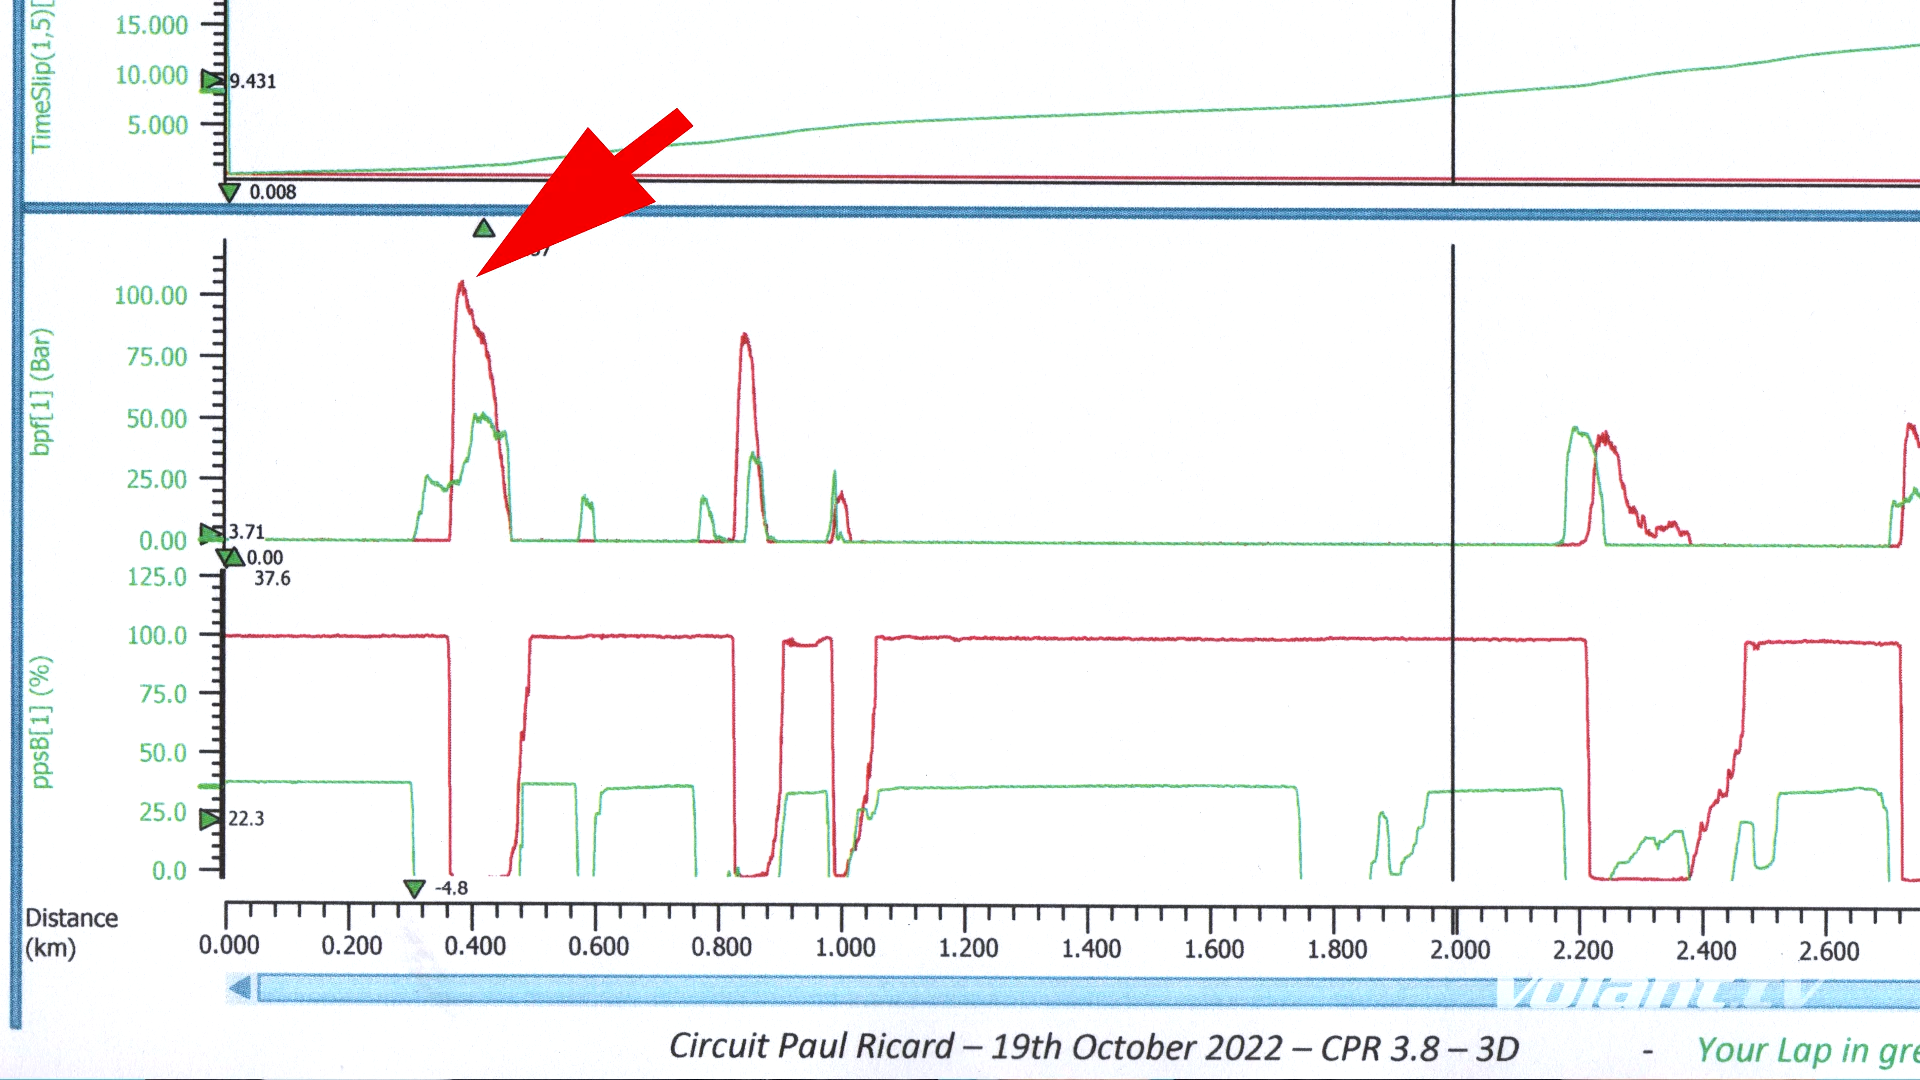 TimeSlip(1,5)[
15.000
10.000
5.000
9.431
0.008
bpf[1] (Bar)
100.00
75.00
50.00
25.00
0.00
3.71
0.00
37.6
ppsB[1] (%)
125.0
100.0
75.0
50.0
25.0
0.0
22.3
-4.8
Distance
(km)
0.000 0.200 0.400 0.600 0.800 1.000 1.200 1.400 1.600 1.800 2.000 2.200 2.400 2.600
volant tv
Circuit Paul Ricard – 19th October 2022 – CPR 3.8 – 3D - Your Lap in gre